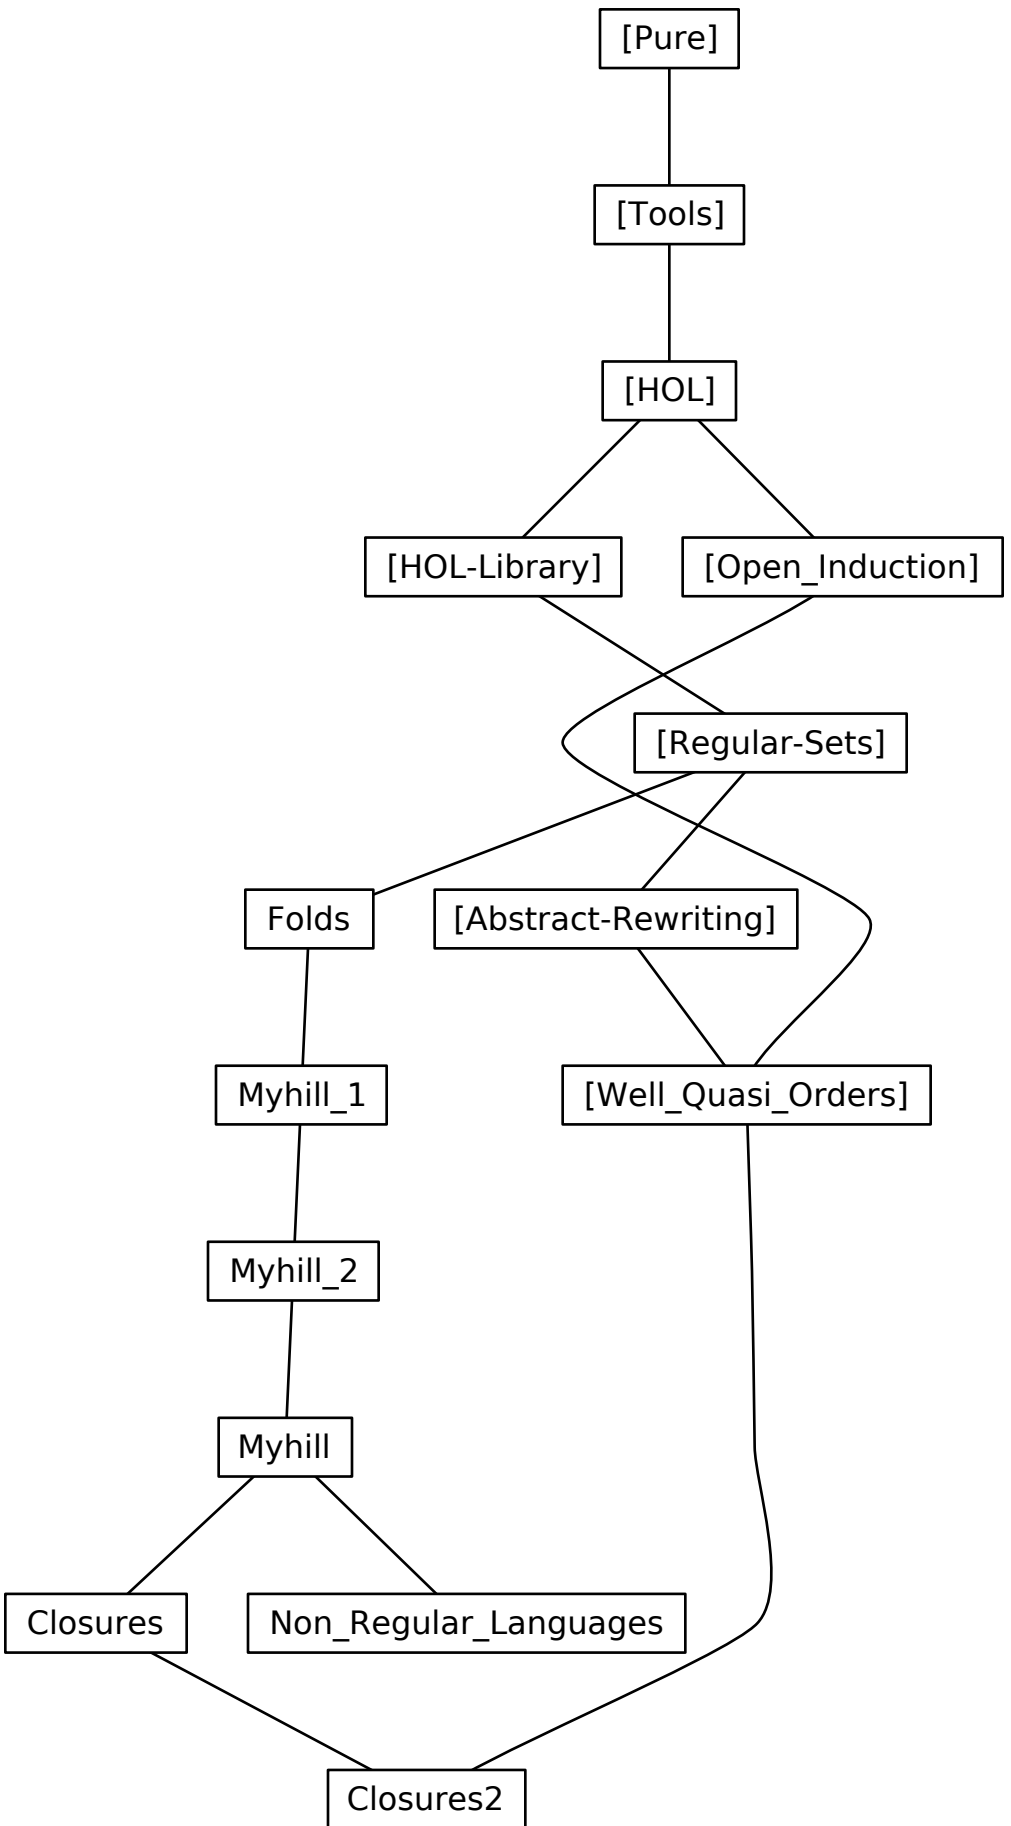 [Pure]
[Tools]
[HOL]
[HOL-Library]
[Open_Induction]
[Regular-Sets]
Folds
[Abstract-Rewriting]
Myhill_1
[Well_Quasi_Orders]
Myhill_2
Myhill
Closures
Non_Regular_Languages
Closures2